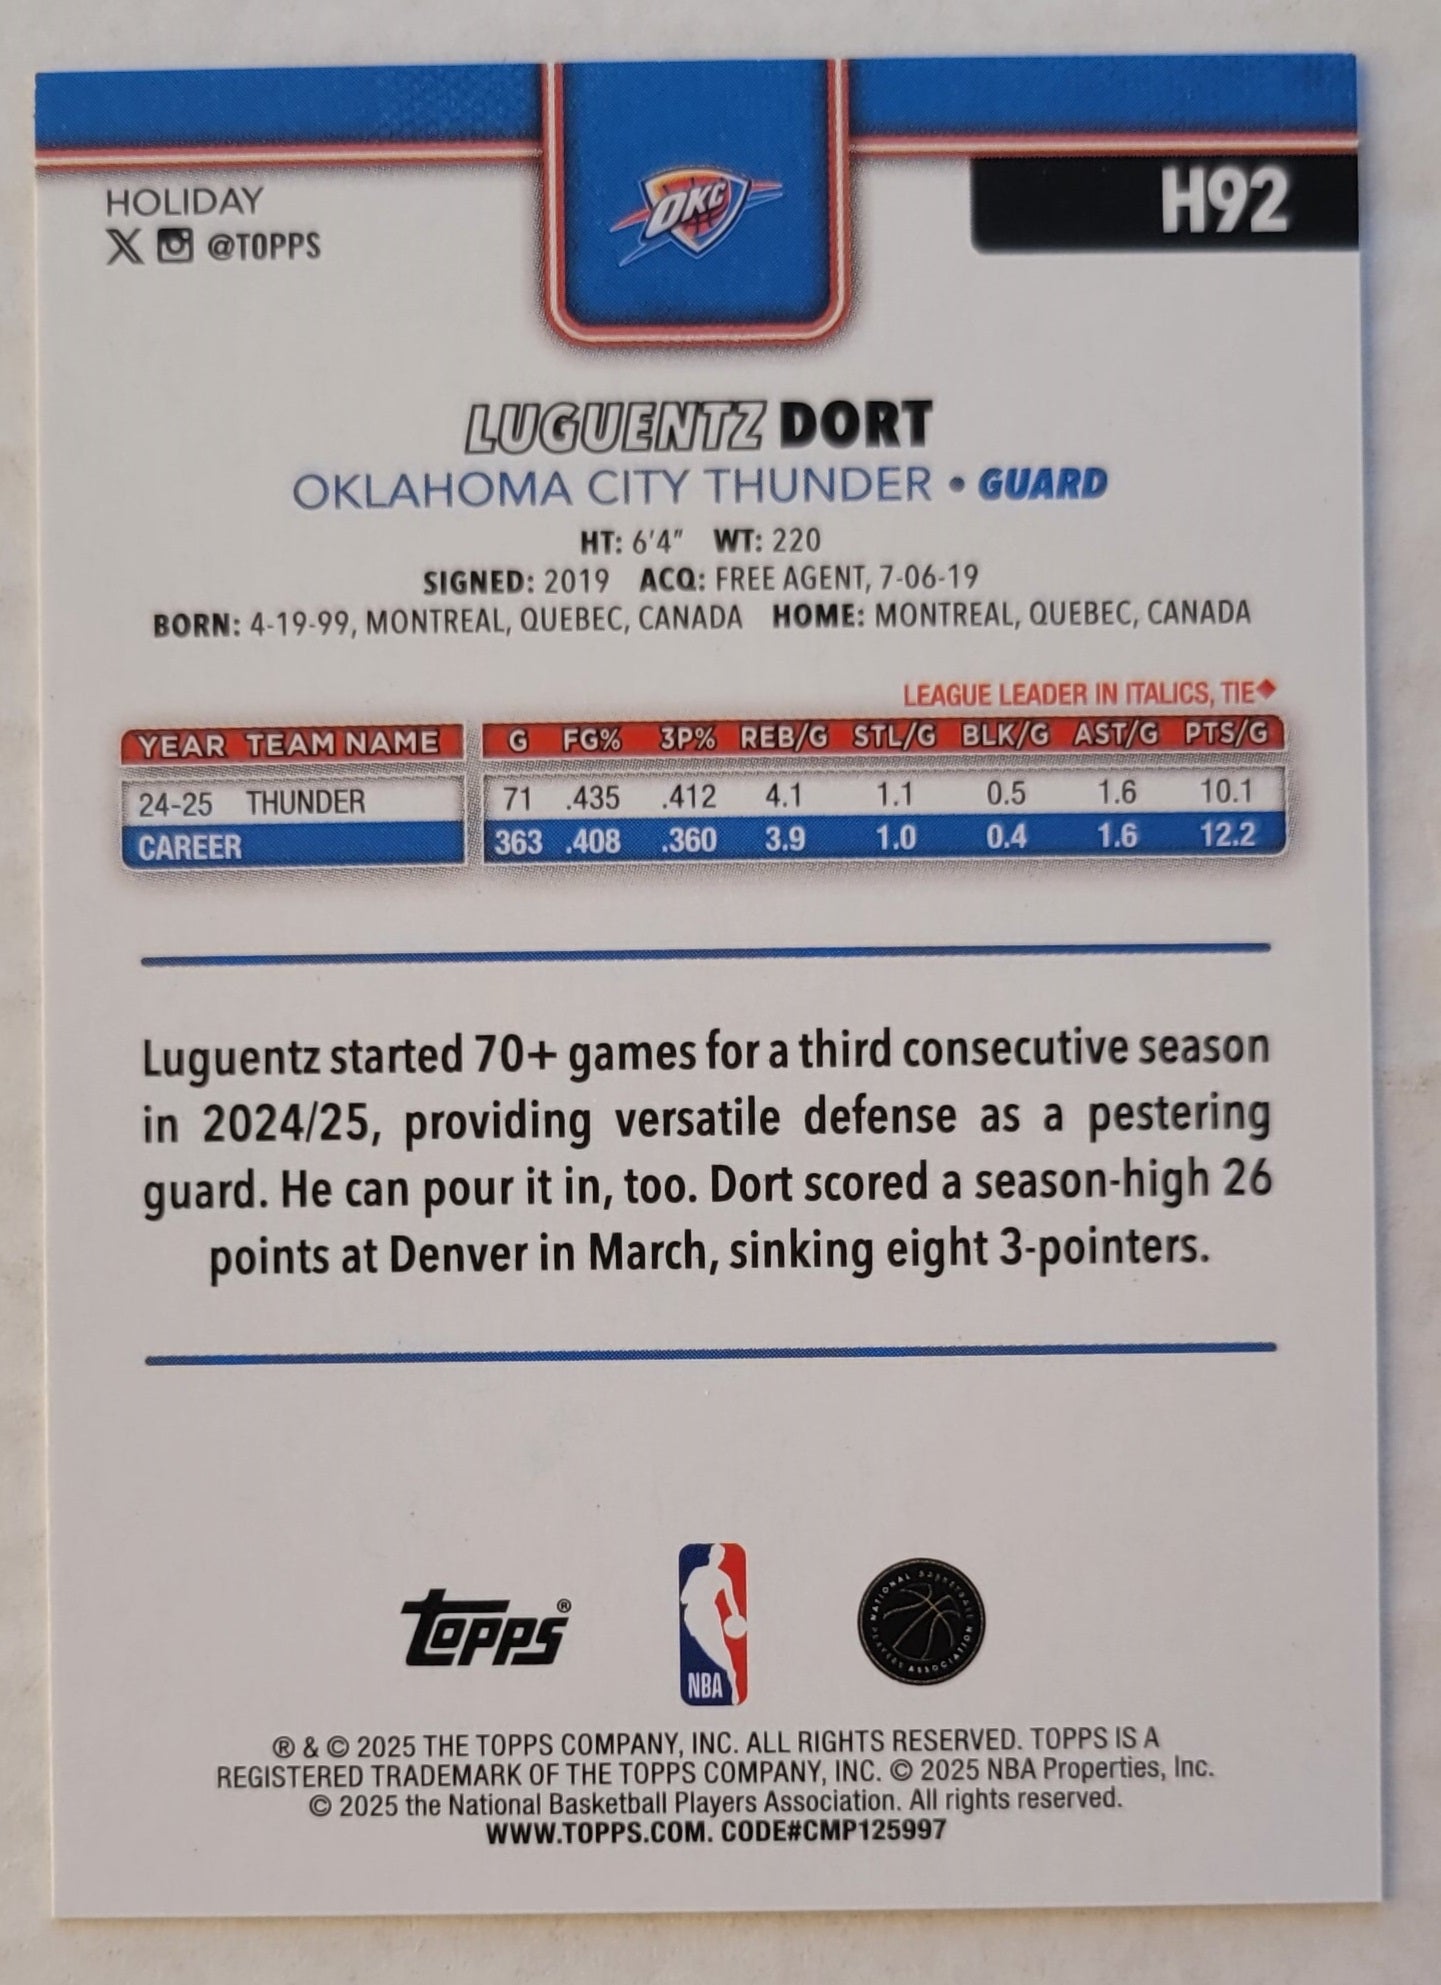 HOLIDAY
@TOPPS
OKC
H92
LUGUENTZ DORT
OKLAHOMA CITY THUNDER • GUARD
HT: 6'4" WT: 220
SIGNED: 2019 ACQ: FREE AGENT, 7-06-19
BORN: 4-19-99, MONTREAL, QUEBEC, CANADA HOME: MONTREAL, QUEBEC, CANADA
LEAGUE LEADER IN ITALICS, TIE◆
YEAR TEAM NAME G FG% 3P% REB/G STL/G BLK/G AST/G PTS/G
24-25 THUNDER 71 .435 .412 4.1 1.1 0.5 1.6 10.1
CAREER 363 .408 .360 3.9 1.0 0.4 1.6 12.2
Luguentz started 70+ games for a third consecutive season
in 2024/25, providing versatile defense as a pestering
guard. He can pour it in, too. Dort scored a season-high 26
points at Denver in March, sinking eight 3-pointers.
Topps®
NBA
NATIONAL BASKETBALL PLAYERS ASSOCIATION
® & © 2025 THE TOPPS COMPANY, INC. ALL RIGHTS RESERVED. TOPPS IS A
REGISTERED TRADEMARK OF THE TOPPS COMPANY, INC. © 2025 NBA Properties, Inc.
© 2025 the National Basketball Players Association. All rights reserved.
WWW.TOPPS.COM. CODE#CMP125997